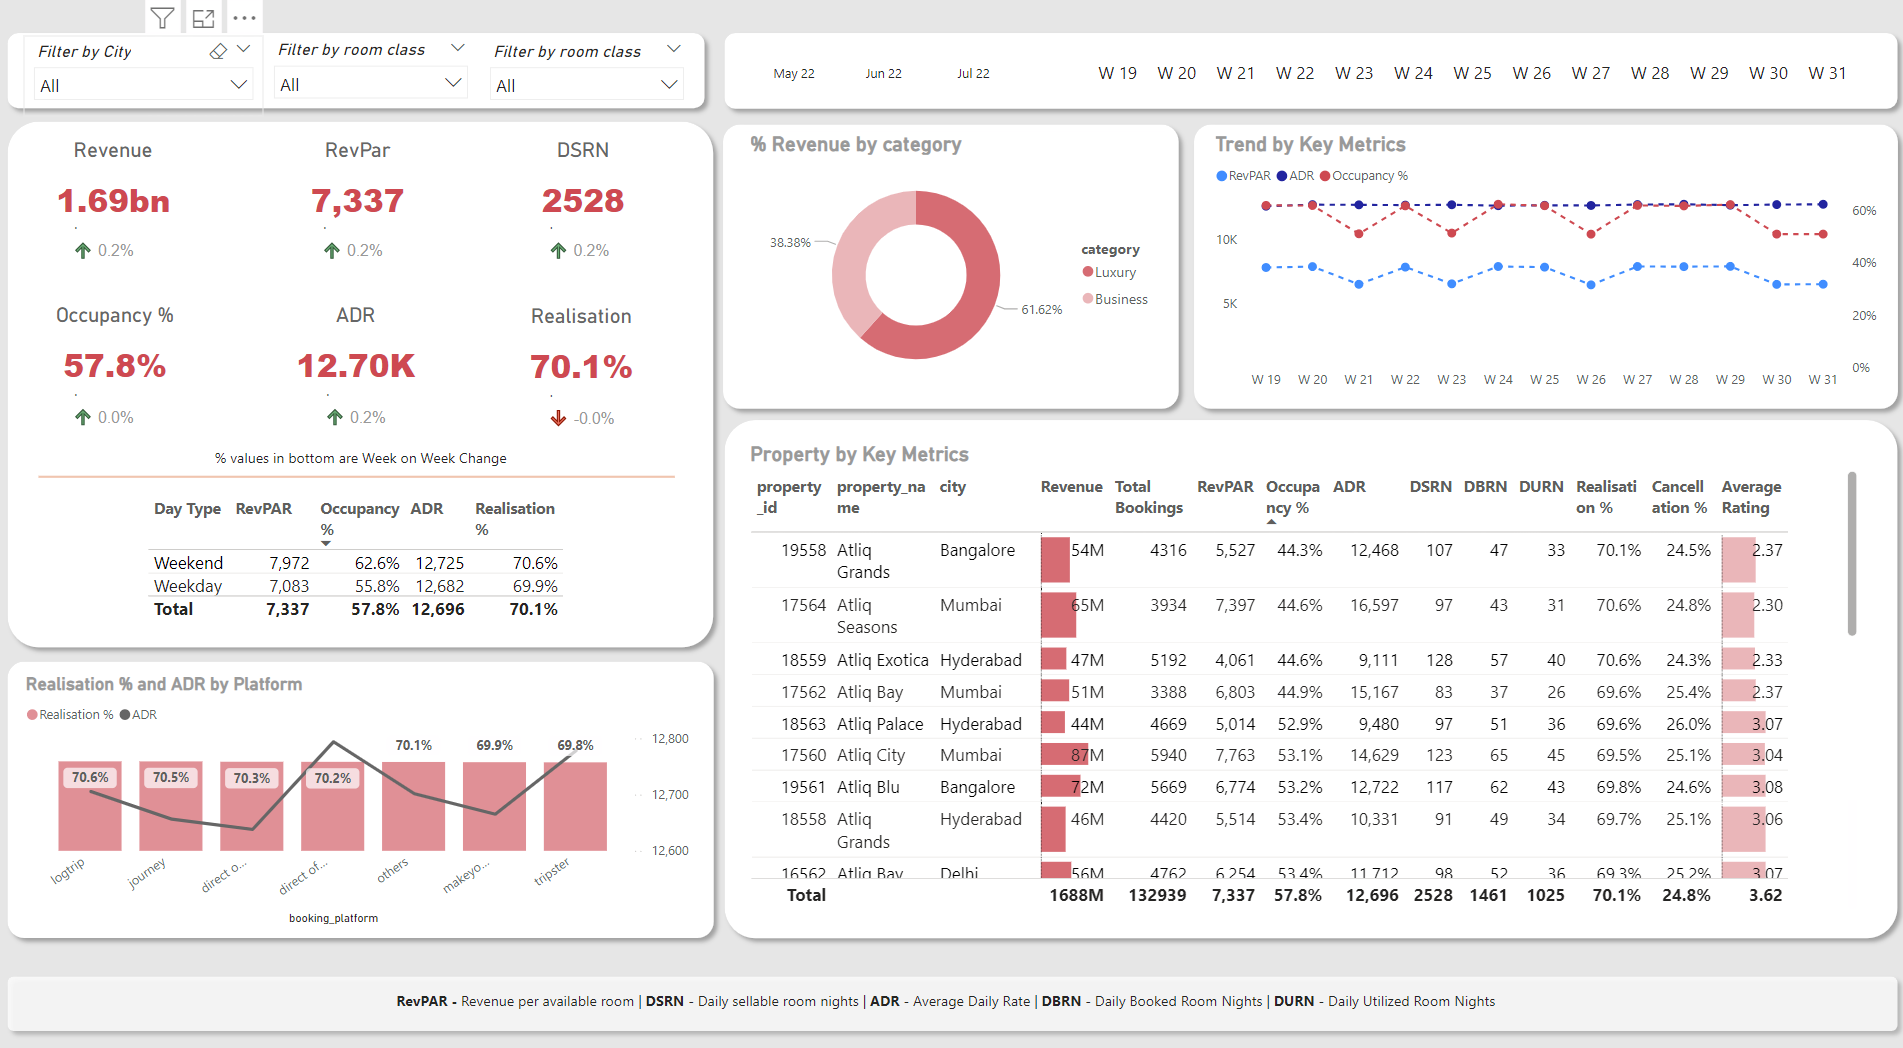 Filter by City
All
Filter by room class
All
Filter by room class
All
May 22 Jun 22 Jul 22
W 19 W 20 W 21 W 22 W 23 W 24 W 25 W 26 W 27 W 28 W 29 W 30 W 31
Revenue RevPar DSRN
1.69bn 7,337 2528
0.2% 0.2% 0.2%
Occupancy % ADR Realisation
57.8% 12.70K 70.1%
0.0% 0.2% -0.0%
% values in bottom are Week on Week Change
Day Type RevPAR Occupancy ADR Realisation
% %
Weekend 7,972 62.6% 12,725 70.6%
Weekday 7,083 55.8% 12,682 69.9%
Total 7,337 57.8% 12,696 70.1%
% Revenue by category
38.38%
61.62%
category
Luxury
Business
Trend by Key Metrics
RevPAR ADR Occupancy %
10K
5K
60%
40%
20%
0%
W 19 W 20 W 21 W 22 W 23 W 24 W 25 W 26 W 27 W 28 W 29 W 30 W 31
Realisation % and ADR by Platform
Realisation % ADR
70.6% 70.5% 70.3% 70.2% 70.1% 69.9% 69.8%
12,800
12,700
12,600
logtrip journey direct o... direct of... others makeyo... tripster
booking_platform
Property by Key Metrics
property property_na city Revenue Total RevPAR Occupa ADR DSRN DBRN DURN Realisati Cancell Average
_id me Bookings ncy % on % ation % Rating
19558 Atliq Bangalore 54M 4316 5,527 44.3% 12,468 107 47 33 70.1% 24.5% 2.37
Grands
17564 Atliq Mumbai 65M 3934 7,397 44.6% 16,597 97 43 31 70.6% 24.8% 2.30
Seasons
18559 Atliq Exotica Hyderabad 47M 5192 4,061 44.6% 9,111 128 57 40 70.6% 24.3% 2.33
17562 Atliq Bay Mumbai 51M 3388 6,803 44.9% 15,167 83 37 26 69.6% 25.4% 2.37
18563 Atliq Palace Hyderabad 44M 4669 5,014 52.9% 9,480 97 51 36 69.6% 26.0% 3.07
17560 Atliq City Mumbai 87M 5940 7,763 53.1% 14,629 123 65 45 69.5% 25.1% 3.04
19561 Atliq Blu Bangalore 72M 5669 6,774 53.2% 12,722 117 62 43 69.8% 24.6% 3.08
18558 Atliq Hyderabad 46M 4420 5,514 53.4% 10,331 91 49 34 69.7% 25.1% 3.06
Grands
16562 Atliq Bay Delhi 56M 4762 6,254 53.4% 11,712 98 52 36 69.3% 25.2% 3.07
Total 1688M 132939 7,337 57.8% 12,696 2528 1461 1025 70.1% 24.8% 3.62
RevPAR - Revenue per available room | DSRN - Daily sellable room nights | ADR - Average Daily Rate | DBRN - Daily Booked Room Nights | DURN - Daily Utilized Room Nights